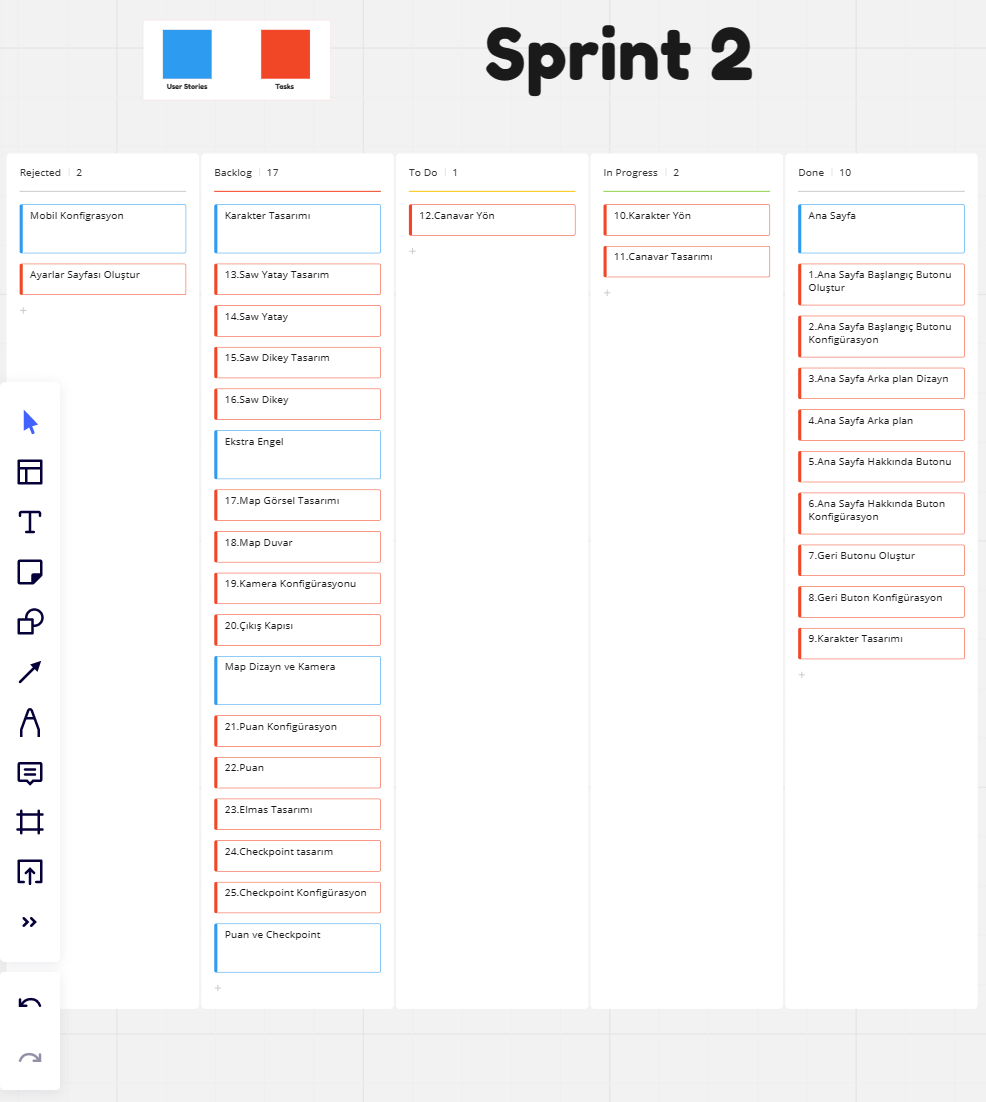 User Stories
Tasks
Sprint 2
Rejected | 2
Mobil Konfigrasyon
Ayarlar Sayfası Oluştur
+
Backlog | 17
Karakter Tasarımı
13.Saw Yatay Tasarım
14.Saw Yatay
15.Saw Dikey Tasarım
16.Saw Dikey
Ekstra Engel
17.Map Görsel Tasarımı
18.Map Duvar
19.Kamera Konfigürasyonu
20.Çıkış Kapısı
Map Dizayn ve Kamera
21.Puan Konfigürasyon
22.Puan
23.Elmas Tasarımı
24.Checkpoint tasarım
25.Checkpoint Konfigürasyon
Puan ve Checkpoint
+
To Do | 1
12.Canavar Yön
+
In Progress | 2
10.Karakter Yön
11.Canavar Tasarımı
+
Done | 10
Ana Sayfa
1.Ana Sayfa Başlangıç Butonu
Oluştur
2.Ana Sayfa Başlangıç Butonu
Konfigürasyon
3.Ana Sayfa Arka plan Dizayn
4.Ana Sayfa Arka plan
5.Ana Sayfa Hakkında Butonu
6.Ana Sayfa Hakkında Buton
Konfigürasyon
7.Geri Butonu Oluştur
8.Geri Buton Konfigürasyon
9.Karakter Tasarımı
+